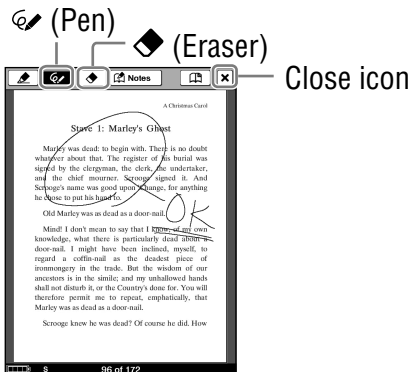 (Pen)
(Eraser)
Close icon
Notes
A Christmas Carol
Stave 1: Marley's Ghost
Marley was dead: to begin with. There is no doubt
whatever about that. The register of his burial was
signed by the clergyman, the clerk, the undertaker,
and the chief mourner. Scrooge signed it. And
Scrooge's name was good upon 'Change, for anything
he chose to put his hand to.
OK
Old Marley was as dead as a door-nail.
Mind! I don't mean to say that I know, of my own
knowledge, what there is particularly dead about a
door-nail. I might have been inclined, myself, to
regard a coffin-nail as the deadest piece of
ironmongery in the trade. But the wisdom of our
ancestors is in the simile; and my unhallowed hands
shall not disturb it, or the Country's done for. You will
therefore permit me to repeat, emphatically, that
Marley was as dead as a door-nail.
Scrooge knew he was dead? Of course he did. How
S 96 of 172